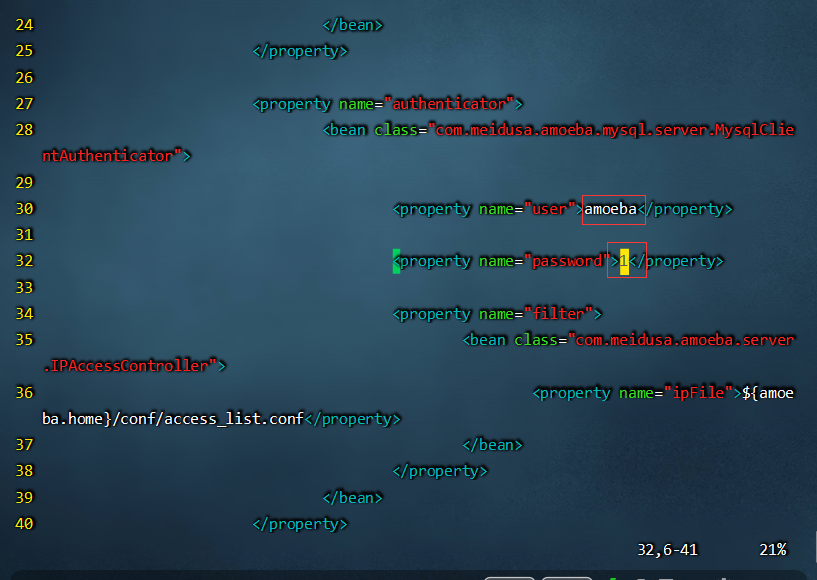 24 </bean>
25 </property>
26
27 <property name="authenticator">
28 <bean class="com.meidusa.amoeba.mysql.server.MysqlClie
ntAuthenticator">
29
30 <property name="user">amoeba</property>
31
32 <property name="password">1</property>
33
34 <property name="filter">
35 <bean class="com.meidusa.amoeba.server
.IPAccessController">
36 <property name="ipFile">${amoe
ba.home}/conf/access_list.conf</property>
37 </bean>
38 </property>
39 </bean>
40 </property>
32,6-41 21%